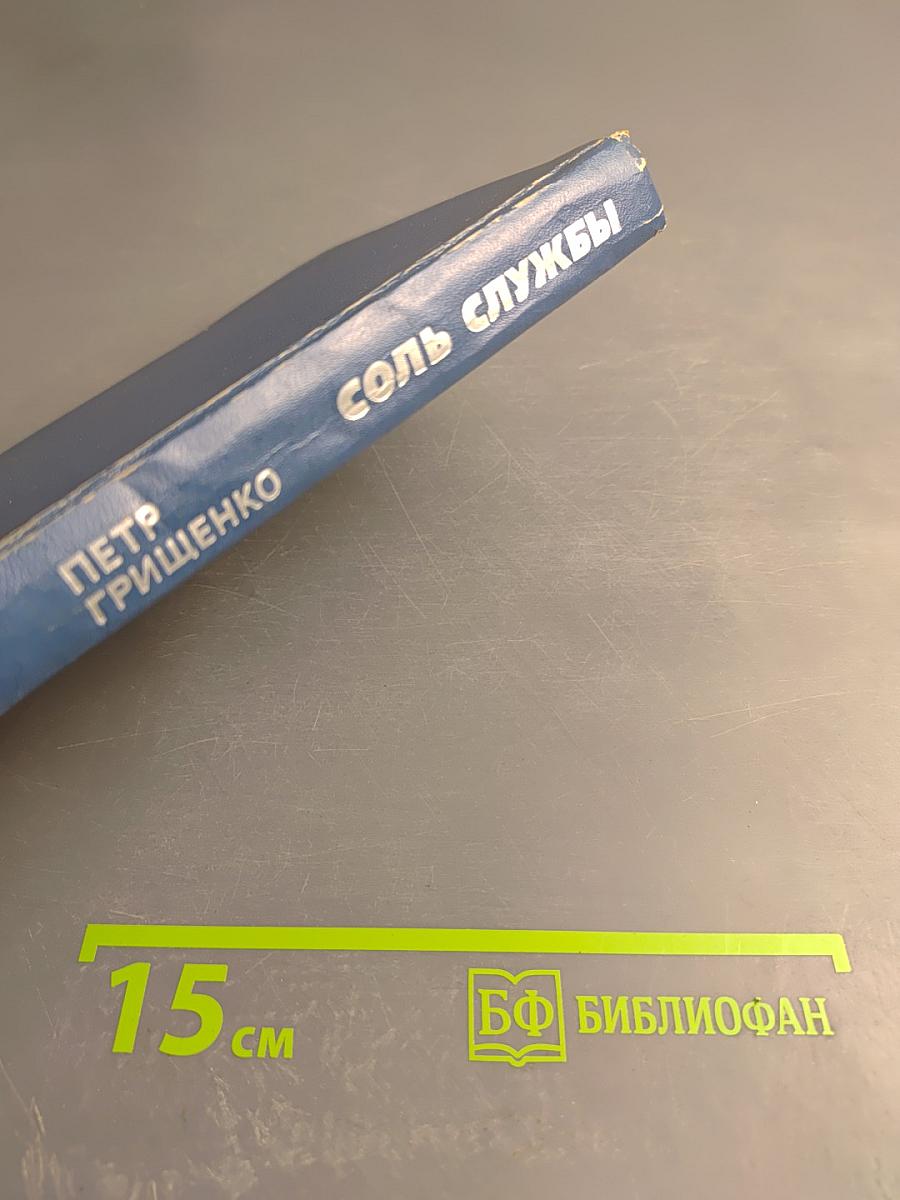 ПЕТР
ГРИЩЕНКО
СОЛЬ СЛУЖБЫ
15 см
БФ БИБЛИОФАН